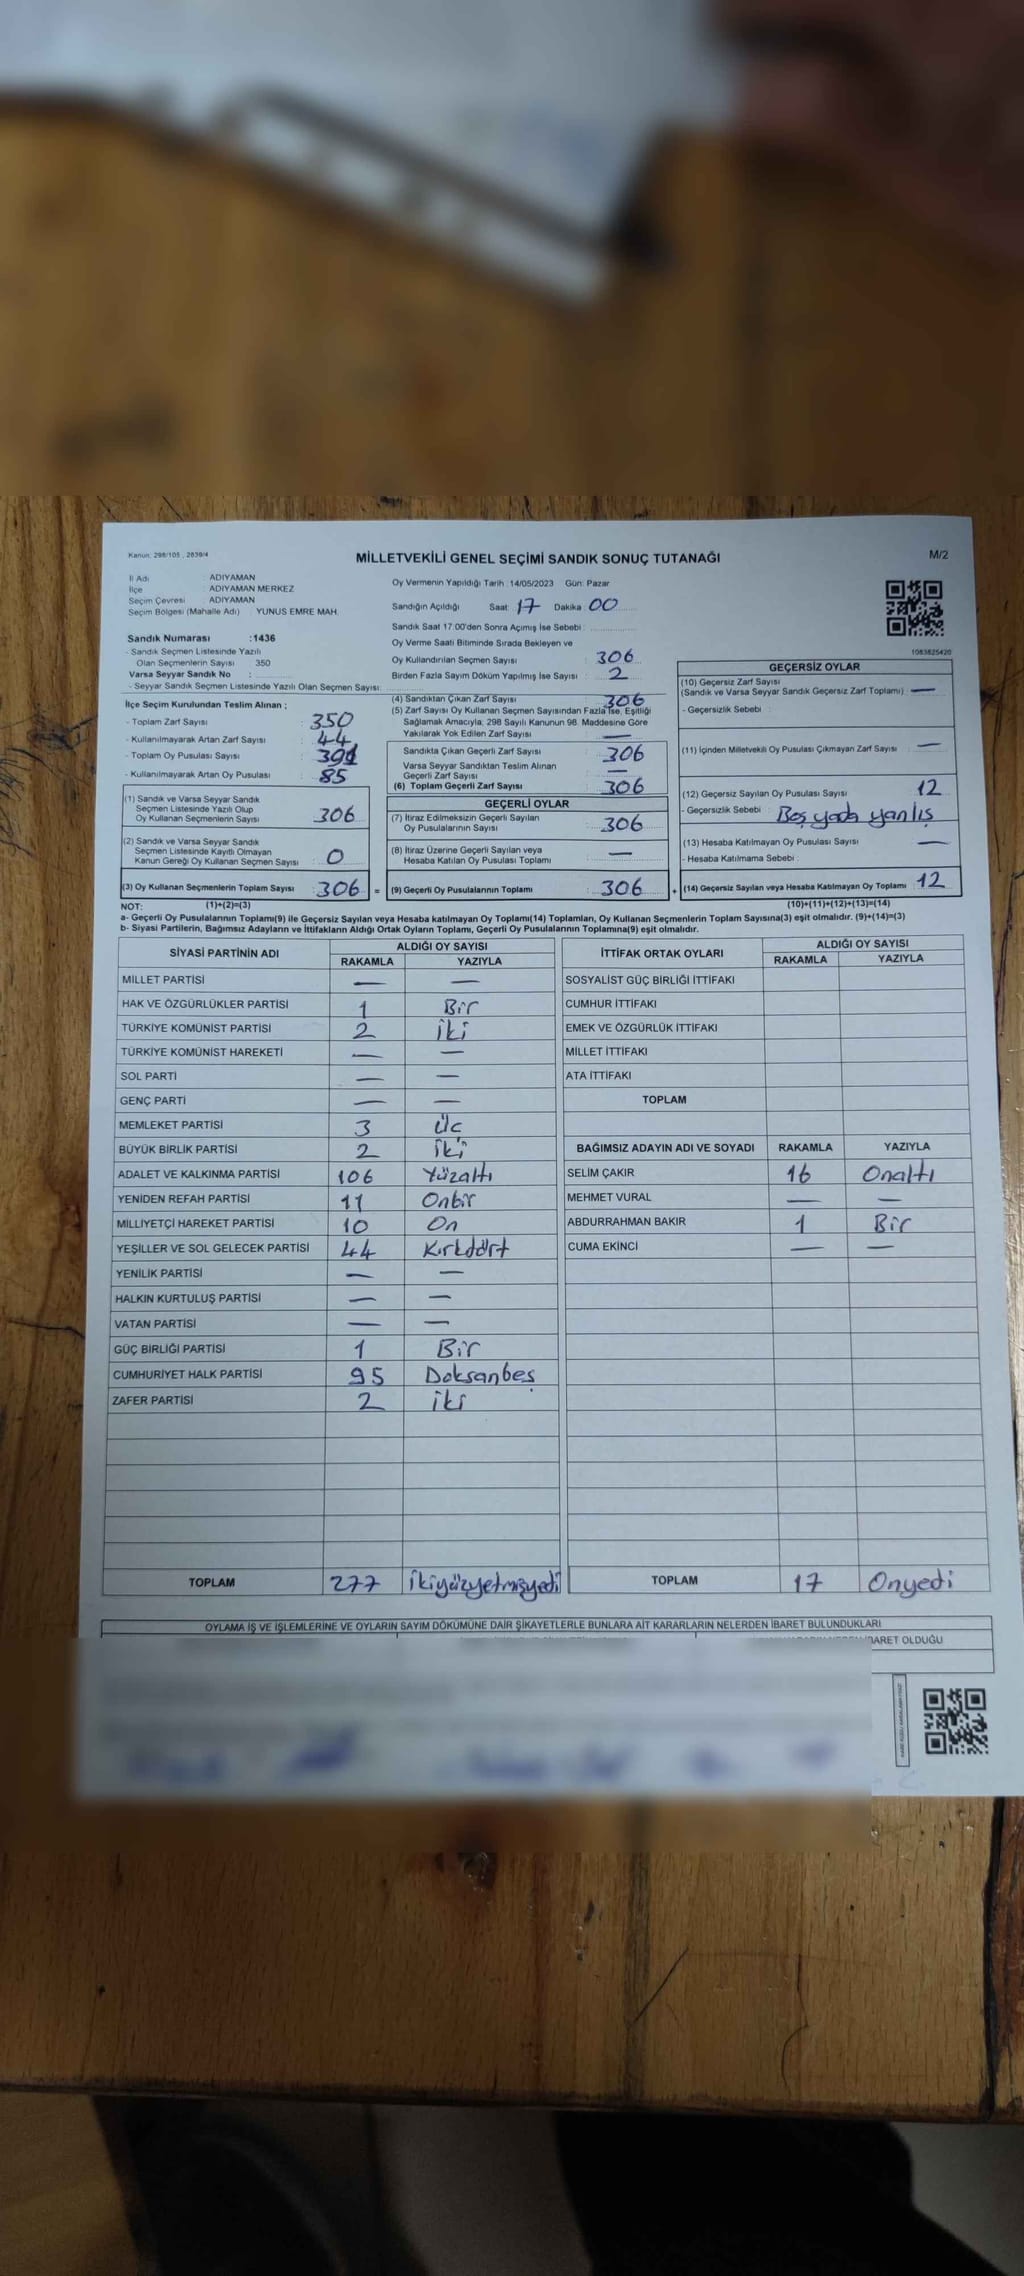 Kanun: 298/105 , 2839/4
MİLLETVEKİLİ GENEL SEÇİMİ SANDIK SONUÇ TUTANAĞI
M/2
İl Adı : ADIYAMAN
İlçe : ADIYAMAN MERKEZ
Seçim Çevresi : ADIYAMAN
Seçim Bölgesi (Mahalle Adı) YUNUS EMRE MAH.
Sandık Numarası :1436
- Sandık Seçmen Listesinde Yazılı
Olan Seçmenlerin Sayısı : 350
Varsa Seyyar Sandık No :
- Seyyar Sandık Seçmen Listesinde Yazılı Olan Seçmen Sayısı:
İlçe Seçim Kurulundan Teslim Alınan ;
- Toplam Zarf Sayısı : 350
- Kullanılmayarak Artan Zarf Sayısı : 44
- Toplam Oy Pusulası Sayısı : 391
- Kullanılmayarak Artan Oy Pusulası : 85
(1) Sandık ve Varsa Seyyar Sandık
Seçmen Listesinde Yazılı Olup
Oy Kullanan Seçmenlerin Sayısı : 306
(2) Sandık ve Varsa Seyyar Sandık
Seçmen Listesinde Kayıtlı Olmayan
Kanun Gereği Oy Kullanan Seçmen Sayısı : 0
(3) Oy Kullanan Seçmenlerin Toplam Sayısı : 306 =
Oy Vermenin Yapıldığı Tarih : 14/05/2023 Gün: Pazar
Sandığın Açıldığı Saat: 17 Dakika : 00
Sandık Saat 17:00'den Sonra Açımış İse Sebebi :
Oy Verme Saati Bitiminde Sırada Bekleyen ve
Oy Kullandırılan Seçmen Sayısı : 306
Birden Fazla Sayım Döküm Yapılmış İse Sayısı : 2
(4) Sandıktan Çıkan Zarf Sayısı : 306
(5) Zarf Sayısı Oy Kullanan Seçmen Sayısından Fazla İse, Eşitliği
Sağlamak Amacıyla; 298 Sayılı Kanunun 98. Maddesine Göre
Yakılarak Yok Edilen Zarf Sayısı : —
Sandıkta Çıkan Geçerli Zarf Sayısı : 306
Varsa Seyyar Sandıktan Teslim Alınan
Geçerli Zarf Sayısı : —
(6) Toplam Geçerli Zarf Sayısı : 306
GEÇERLİ OYLAR
(7) İtiraz Edilmeksizin Geçerli Sayılan
Oy Pusulalarının Sayısı : 306
(8) İtiraz Üzerine Geçerli Sayılan veya
Hesaba Katılan Oy Pusulası Toplamı : —
(9) Geçerli Oy Pusulalarının Toplamı : 306 +
1083825420
GEÇERSİZ OYLAR
(10) Geçersiz Zarf Sayısı
(Sandık ve Varsa Seyyar Sandık Geçersiz Zarf Toplamı) : —
- Geçersizlik Sebebi :
(11) İçinden Milletvekili Oy Pusulası Çıkmayan Zarf Sayısı : —
(12) Geçersiz Sayılan Oy Pusulası Sayısı : 12
- Geçersizlik Sebebi : Boş yada yanlış
(13) Hesaba Katılmayan Oy Pusulası Sayısı : —
- Hesaba Katılmama Sebebi :
(14) Geçersiz Sayılan veya Hesaba Katılmayan Oy Toplamı : 12
NOT: (1)+(2)=(3) (10)+(11)+(12)+(13)=(14)
a- Geçerli Oy Pusulalarının Toplamı(9) ile Geçersiz Sayılan veya Hesaba katılmayan Oy Toplamı(14) Toplamları, Oy Kullanan Seçmenlerin Toplam Sayısına(3) eşit olmalıdır. (9)+(14)=(3)
b- Siyasi Partilerin, Bağımsız Adayların ve İttifakların Aldığı Ortak Oyların Toplamı, Geçerli Oy Pusulalarının Toplamına(9) eşit olmalıdır.
SİYASİ PARTİNİN ADI ALDIĞI OY SAYISI
RAKAMLA YAZIYLA
MİLLET PARTİSİ — —
HAK VE ÖZGÜRLÜKLER PARTİSİ 1 Bir
TÜRKİYE KOMÜNİST PARTİSİ 2 İki
TÜRKİYE KOMÜNİST HAREKETİ — —
SOL PARTİ — —
GENÇ PARTİ — —
MEMLEKET PARTİSİ 3 Üc
BÜYÜK BİRLİK PARTİSİ 2 İki
ADALET VE KALKINMA PARTİSİ 106 Yüzaltı
YENİDEN REFAH PARTİSİ 11 Onbir
MİLLİYETÇİ HAREKET PARTİSİ 10 On
YEŞİLLER VE SOL GELECEK PARTİSİ 44 Kırkdört
YENİLİK PARTİSİ — —
HALKIN KURTULUŞ PARTİSİ — —
VATAN PARTİSİ — —
GÜÇ BİRLİĞİ PARTİSİ 1 Bir
CUMHURİYET HALK PARTİSİ 95 Doksanbeş
ZAFER PARTİSİ 2 iki
TOPLAM 277 ikiyüzyetmişyedi
İTTİFAK ORTAK OYLARI ALDIĞI OY SAYISI
RAKAMLA YAZIYLA
SOSYALİST GÜÇ BİRLİĞİ İTTİFAKI
CUMHUR İTTİFAKI
EMEK VE ÖZGÜRLÜK İTTİFAKI
MİLLET İTTİFAKI
ATA İTTİFAKI
TOPLAM
BAĞIMSIZ ADAYIN ADI VE SOYADI RAKAMLA YAZIYLA
SELİM ÇAKIR 16 Onaltı
MEHMET VURAL — —
ABDURRAHMAN BAKIR 1 Bir
CUMA EKİNCİ — —
TOPLAM 17 Onyedi
OYLAMA İŞ VE İŞLEMLERİNE VE OYLARIN SAYIM DÖKÜMÜNE DAİR ŞİKAYETLERLE BUNLARA AİT KARARLARIN NELERDEN İBARET BULUNDUKLARI
İBARET OLDUĞU